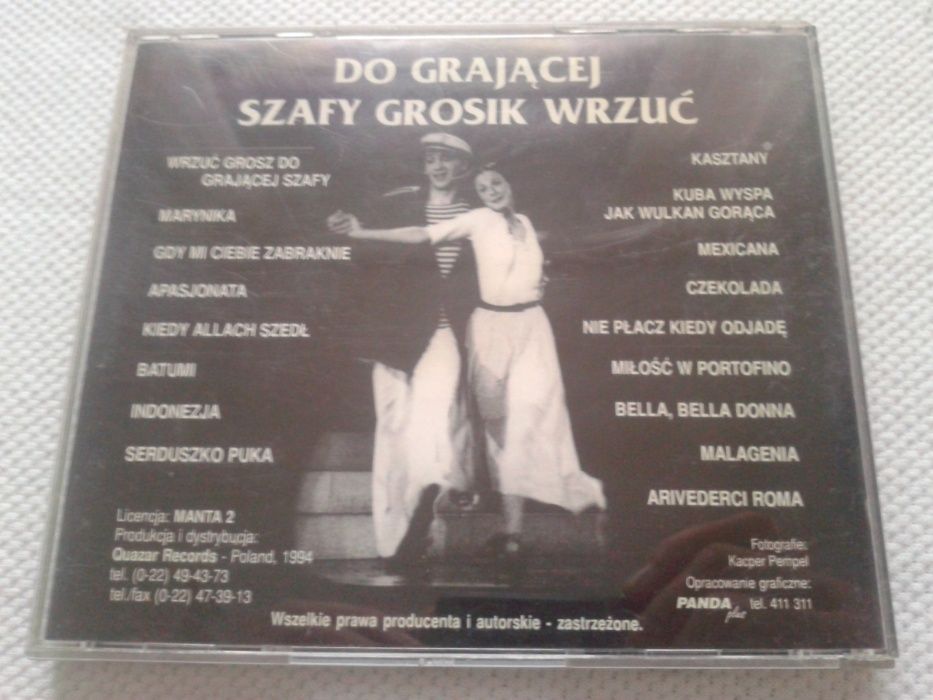 DO GRAJĄCEJ
SZAFY GROSIK WRZUĆ
WRZUĆ GROSZ DO
GRAJĄCEJ SZAFY
MARYNIKA
GDY MI CIEBIE ZABRAKNIE
APASJONATA
KIEDY ALLACH SZEDŁ
BATUMI
INDONEZJA
SERDUSZKO PUKA
KASZTANY
KUBA WYSPA
JAK WULKAN GORĄCA
MEXICANA
CZEKOLADA
NIE PŁACZ KIEDY ODJADĘ
MIŁOŚĆ W PORTOFINO
BELLA, BELLA DONNA
MALAGENIA
ARIVEDERCI ROMA
Licencja: MANTA 2
Produkcja i dystrybucja:
Quazar Records - Poland, 1994
tel. (0-22) 49-43-73
tel./fax (0-22) 47-39-13
Fotografie:
Kacper Pempel
Opracowanie graficzne:
PANDA plus tel. 411 311
Wszelkie prawa producenta i autorskie - zastrzeżone.